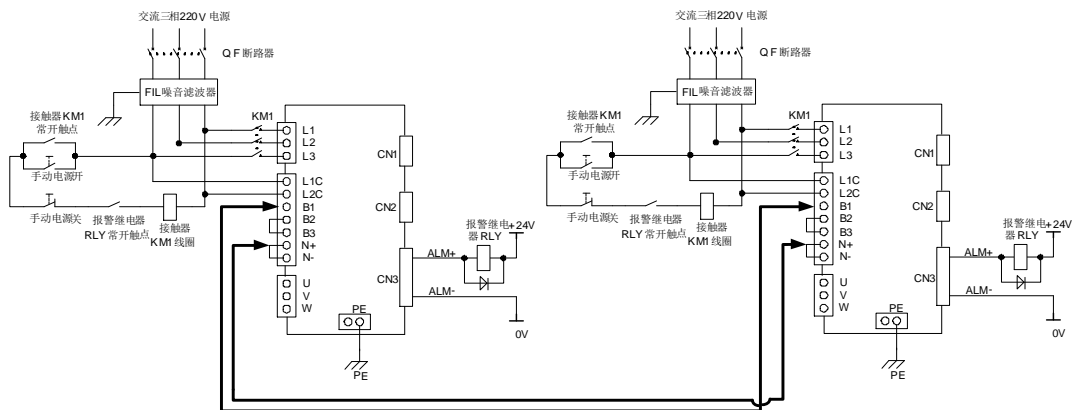 交流三相220V 电源
QF 断路器
FIL噪音滤波器
接触器KM1
常开触点
KM1
手动电源开
手动电源关
报警继电器
RLY 常开触点
接触器
KM1 线圈
L1
L2
L3
L1C
L2C
B1
B2
B3
N+
N-
U
V
W
CN1
CN2
CN3
ALM+
ALM-
报警继电
器 RLY
+24V
0V
PE
PE
交流三相220V 电源
QF 断路器
FIL噪音滤波器
接触器KM1
常开触点
KM1
手动电源开
手动电源关
报警继电器
RLY 常开触点
接触器
KM1 线圈
L1
L2
L3
L1C
L2C
B1
B2
B3
N+
N-
U
V
W
CN1
CN2
CN3
ALM+
ALM-
报警继电
器 RLY
+24V
0V
PE
PE